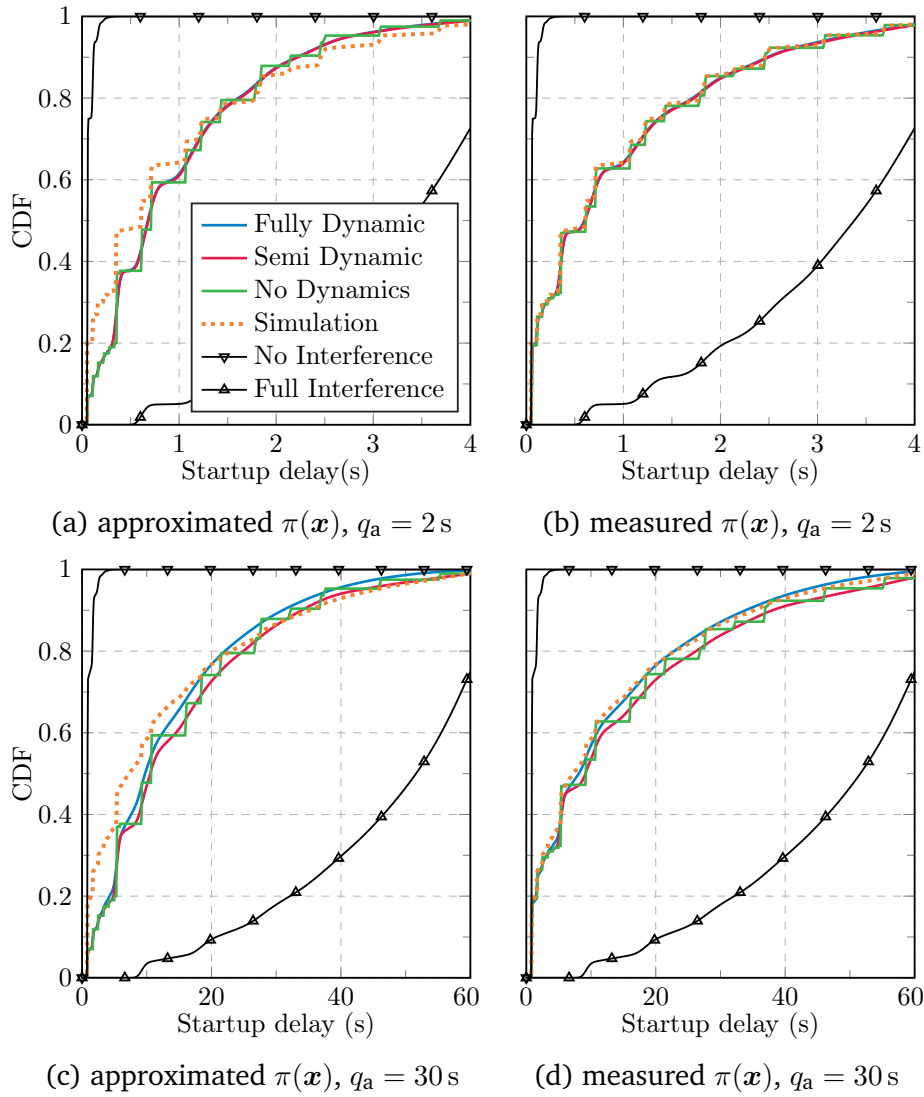 1
0.8
0.6
0.4
0.2
0
CDF
0 1 2 3 4
Startup delay(s)
Fully Dynamic
Semi Dynamic
No Dynamics
Simulation
No Interference
Full Interference
(a) approximated π(x), qa = 2 s
1
0.8
0.6
0.4
0.2
0
CDF
0 1 2 3 4
Startup delay (s)
(b) measured π(x), qa = 2 s
1
0.8
0.6
0.4
0.2
0
CDF
0 20 40 60
Startup delay (s)
(c) approximated π(x), qa = 30 s
1
0.8
0.6
0.4
0.2
0
CDF
0 20 40 60
Startup delay (s)
(d) measured π(x), qa = 30 s